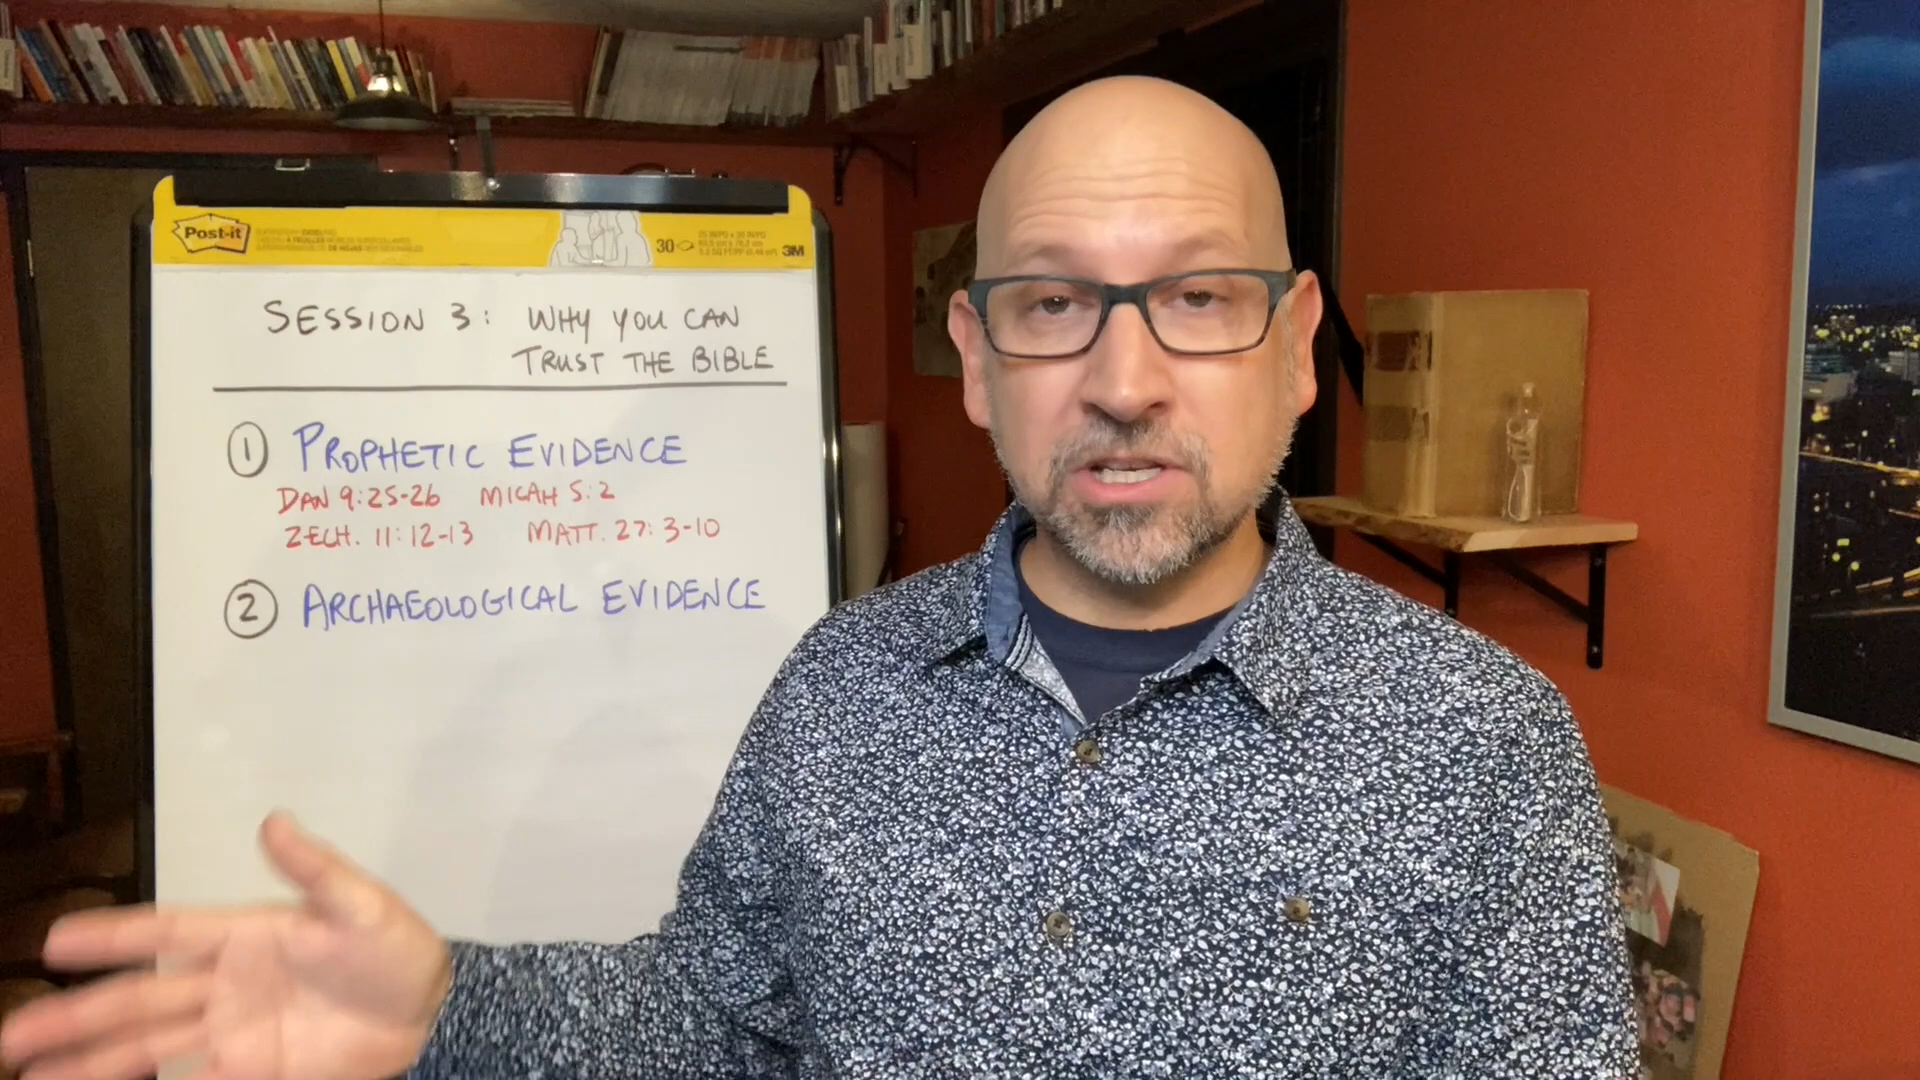 Post-it
30
3M
SESSION 3: WHY YOU CAN
TRUST THE BIBLE
1 PROPHETIC EVIDENCE
DAN 9:25-26 MICAH 5:2
ZECH. 11:12-13 MATT. 27:3-10
2 ARCHAEOLOGICAL EVIDENCE